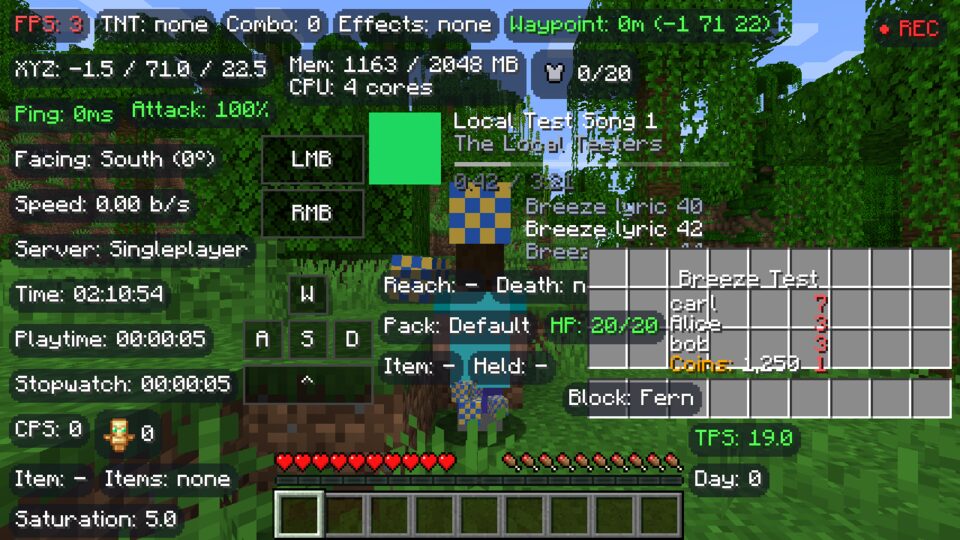 FPS: 3 TNT: none Combo: 0 Effects: none Waypoint: 0m (-1 71 22) REC
XYZ: -1.5 / 71.0 / 22.5 Mem: 1163 / 2048 MB 0/20
CPU: 4 cores
Ping: 0ms Attack: 100%
Local Test Song 1
The Local Testers
Facing: South (0°) LMB
0:42 / 3:21
Speed: 0.00 b/s RMB
Breeze lyric 40
Breeze lyric 42
Breeze lyric
Server: Singleplayer
Reach: - Death: n
Breeze Test
Time: 02:10:54 W
carl 7
Alice 3
Pack: Default HP: 20/20
bob 3
Playtime: 00:00:05 A S D
Coins: 1,250 1
Item: - Held: -
Stopwatch: 00:00:05 ^
Block: Fern
CPS: 0 0
TPS: 19.0
Item: - Items: none
Day: 0
Saturation: 5.0